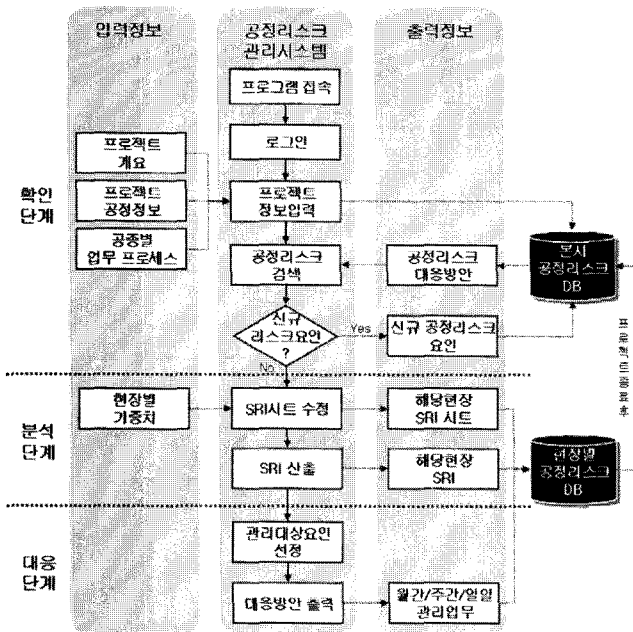 입력정보
공정리스크
관리시스템
출력정보
프로그램 접속
로그인
프로젝트
개요
확인
단계
프로젝트
공정정보
프로젝트
정보입력
공종별
업무 프로세스
공정리스크
검색
공정리스크
대응방안
본사
공정리스크
DB
신규
리스크요인
?
Yes
신규 공정리스크
요인
No
현장별
가중치
SRI시트 수정
해당현장
SRI 시트
분석
단계
SRI 산출
해당현장
SRI
현장별
공정리스크
DB
관리대상요인
선정
대응
단계
대응방안 출력
월간/주간/일일
관리업무